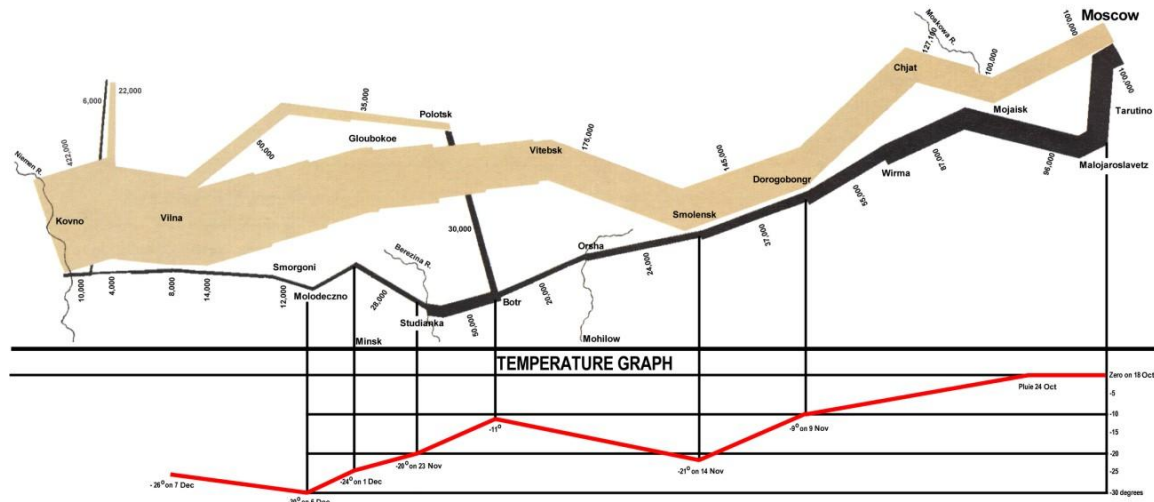 Moscow
100,000
Moskowa R.
127,100
100,000
Chjat
100,000
Mojaisk
Tarutino
6,000
22,000
35,000
Polotsk
422,000
50,000
Gloubokoe
Vitebsk
175,000
145,000
Dorogobongr
Wirma
87,000
96,000
Malojaroslavetz
Niemen R.
Kovno
Vilna
Smolensk
55,000
37,000
30,000
Orsha
24,000
Berezina R.
Smorgoni
10,000
4,000
8,000
14,000
12,000
Molodeczno
28,000
Studianka
50,000
Botr
20,000
Mohilow
Minsk
TEMPERATURE GRAPH
Zero on 18 Oct
Pluie 24 Oct
-5
-10
-15
-20
-25
-30 degrees
-9° on 9 Nov
-21° on 14 Nov
-11°
-20° on 23 Nov
-24° on 1 Dec
- 26° on 7 Dec